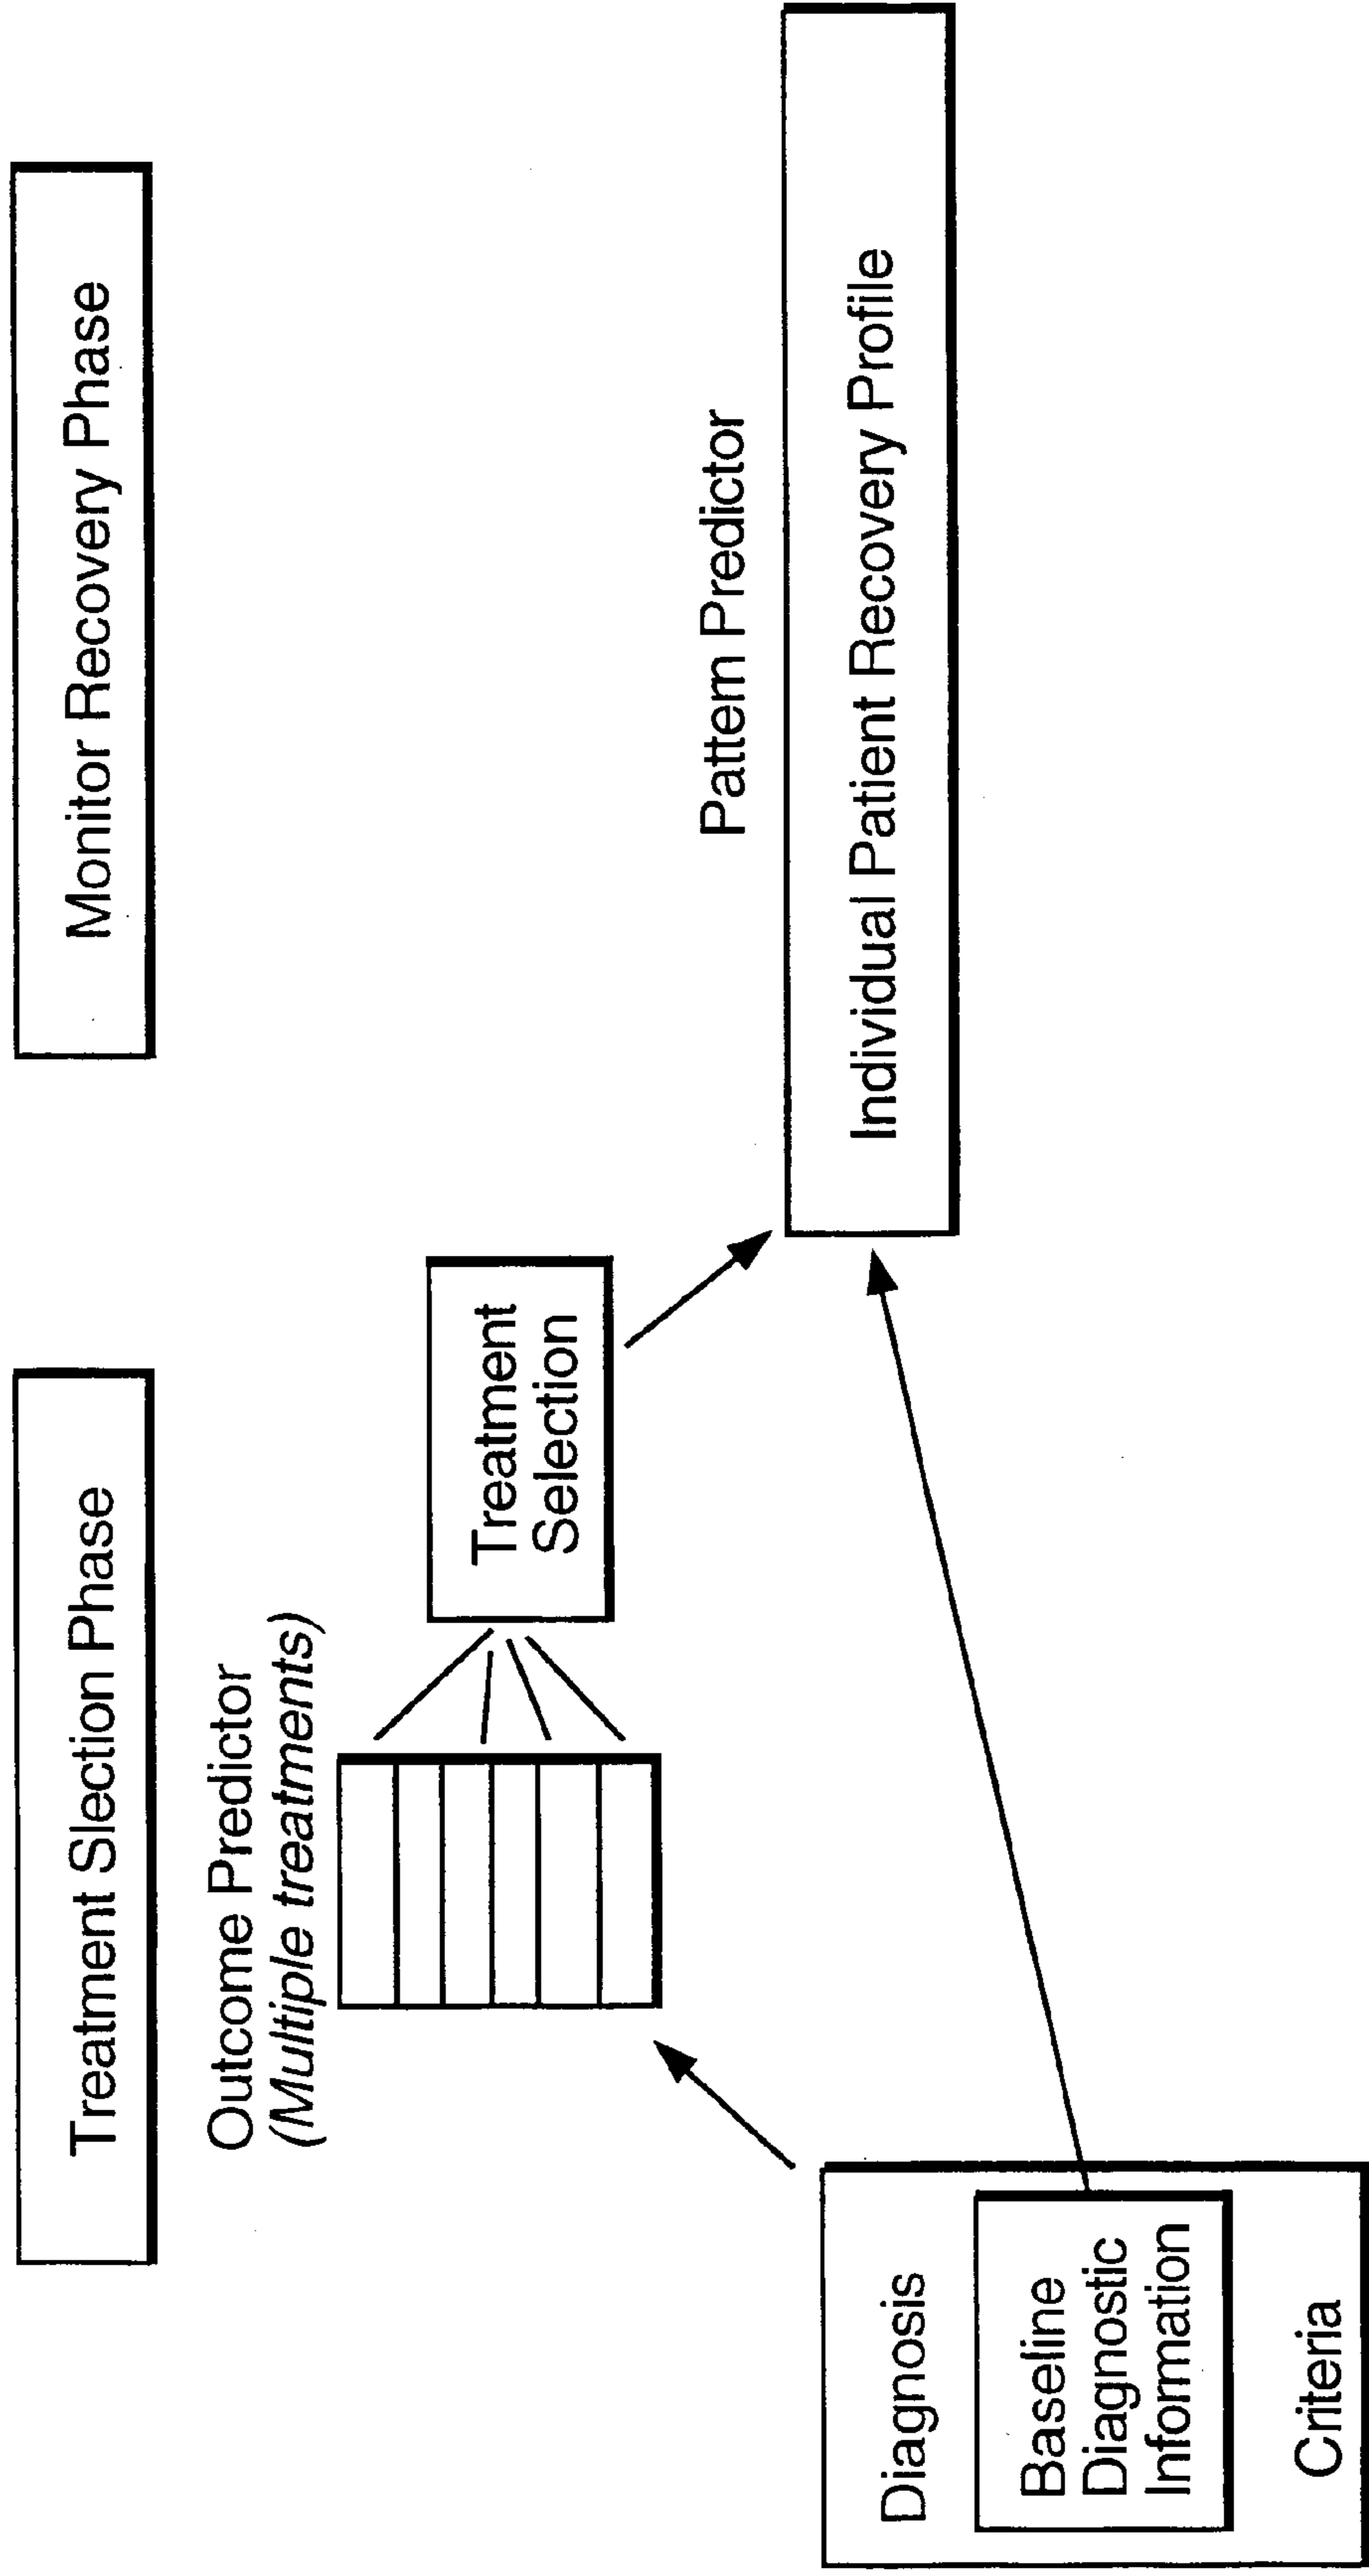 Treatment Slection Phase
Monitor Recovery Phase
Outcome Predictor
(Multiple treatments)
Treatment
Selection
Pattern Predictor
Individual Patient Recovery Profile
Diagnosis
Baseline
Diagnostic
Information
Criteria